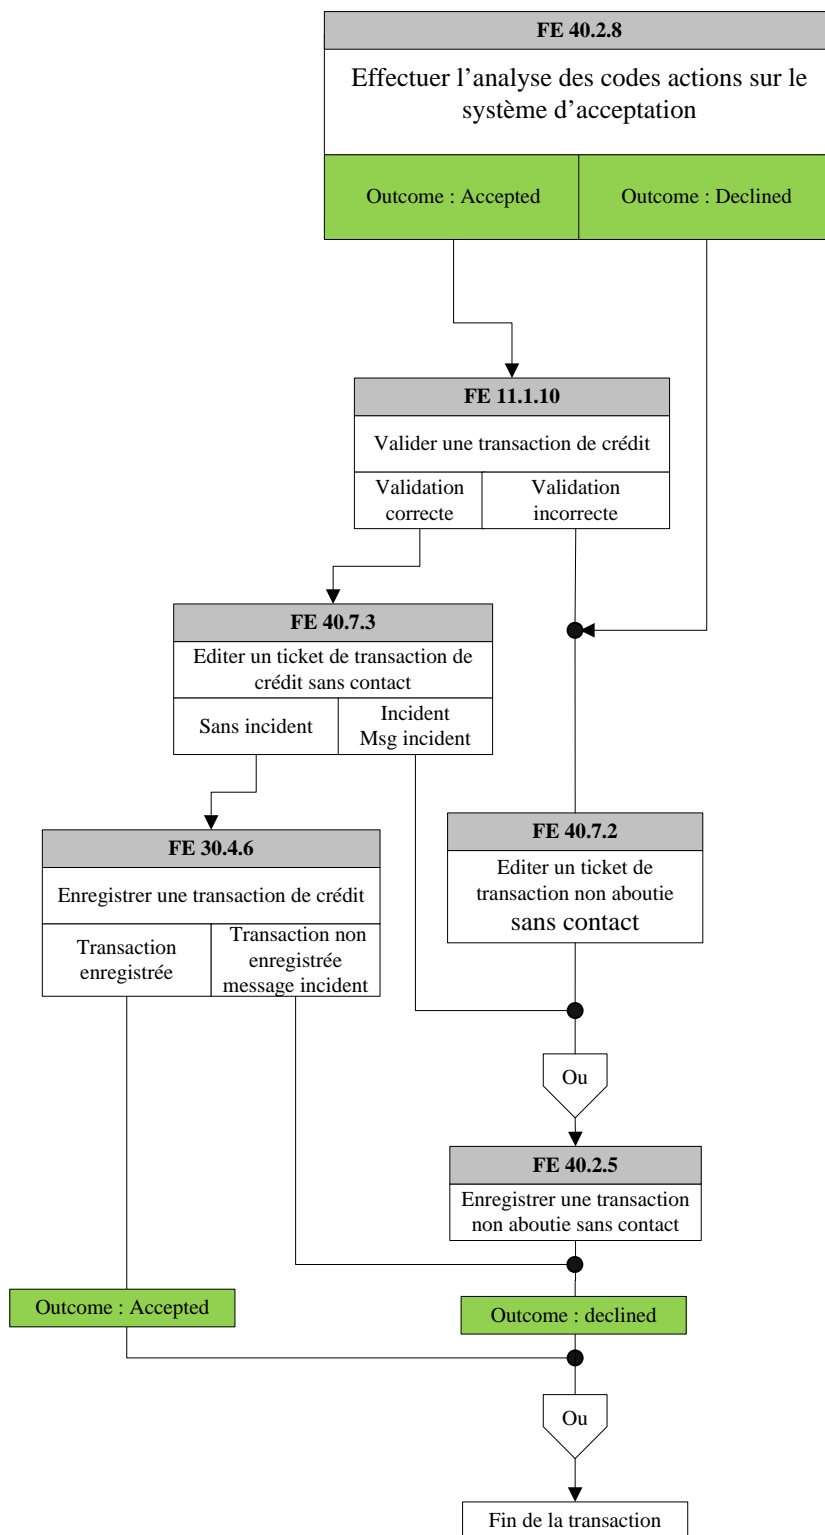 FE 40.2.8
Effectuer l’analyse des codes actions sur le
système d’acceptation
Outcome : Accepted
Outcome : Declined
FE 11.1.10
Valider une transaction de crédit
Validation
correcte
Validation
incorrecte
FE 40.7.3
Editer un ticket de transaction de
crédit sans contact
Sans incident
Incident
Msg incident
FE 40.7.2
Editer un ticket de
transaction non aboutie
sans contact
FE 30.4.6
Enregistrer une transaction de crédit
Transaction
enregistrée
Transaction non
enregistrée
message incident
Ou
FE 40.2.5
Enregistrer une transaction
non aboutie sans contact
Outcome : Accepted
Outcome : declined
Ou
Fin de la transaction